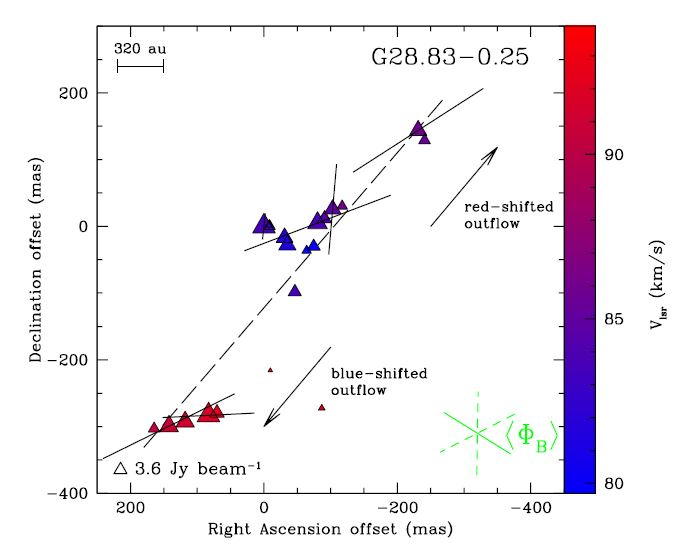 320 au
G28.83−0.25
200
0
−200
−400
Declination offset (mas)
red-shifted
outflow
blue-shifted
outflow
⟨Φ_B⟩
△ 3.6 Jy beam⁻¹
200
0
−200
−400
Right Ascension offset (mas)
90
85
80
V_lsr (km/s)